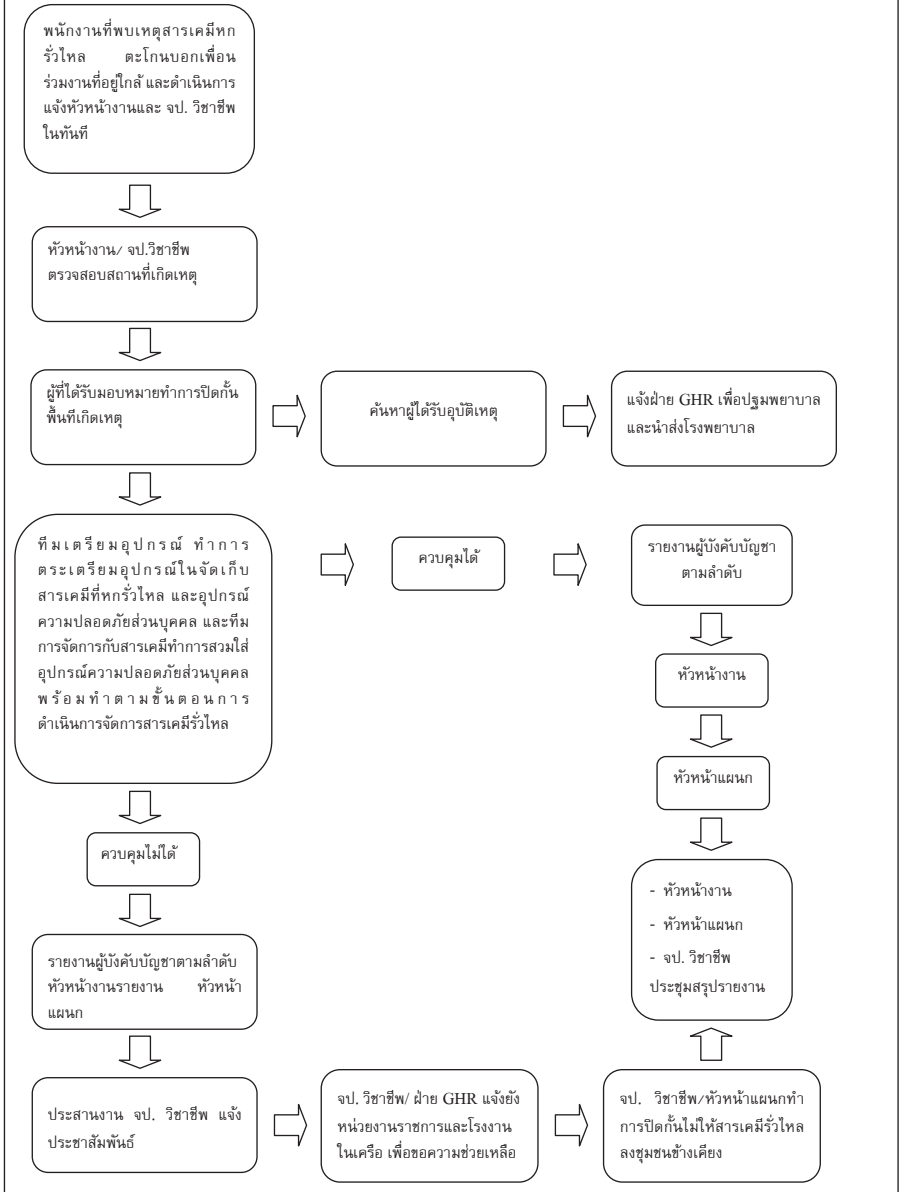 พนักงานที่พบเหตุสารเคมีหก
รั่วไหล ตะโกนบอกเพื่อน
ร่วมงานที่อยู่ใกล้ และดำเนินการ
แจ้งหัวหน้างานและ จป. วิชาชีพ
ในทันที
หัวหน้างาน/ จป.วิชาชีพ
ตรวจสอบสถานที่เกิดเหตุ
ผู้ที่ได้รับมอบหมายทำการปิดกั้น
พื้นที่เกิดเหตุ
ค้นหาผู้ได้รับอุบัติเหตุ
แจ้งฝ่าย GHR เพื่อปฐมพยาบาล
และนำส่งโรงพยาบาล
ทีมเตรียมอุปกรณ์ ทำการ
ตระเตรียมอุปกรณ์ในจัดเก็บ
สารเคมีที่หกรั่วไหล และอุปกรณ์
ความปลอดภัยส่วนบุคคล และทีม
การจัดการกับสารเคมีทำการสวมใส่
อุปกรณ์ความปลอดภัยส่วนบุคคล
พร้อมทำตามขั้นตอนการ
ดำเนินการจัดการสารเคมีรั่วไหล
ควบคุมได้
รายงานผู้บังคับบัญชา
ตามลำดับ
หัวหน้างาน
หัวหน้าแผนก
ควบคุมไม่ได้
- หัวหน้างาน
- หัวหน้าแผนก
- จป. วิชาชีพ
ประชุมสรุปรายงาน
รายงานผู้บังคับบัญชาตามลำดับ
หัวหน้างานรายงาน หัวหน้า
แผนก
ประสานงาน จป. วิชาชีพ แจ้ง
ประชาสัมพันธ์
จป. วิชาชีพ/ ฝ่าย GHR แจ้งยัง
หน่วยงานราชการและโรงงาน
ในเครือ เพื่อขอความช่วยเหลือ
จป. วิชาชีพ/หัวหน้าแผนกทำ
การปิดกั้นไม่ให้สารเคมีรั่วไหล
ลงชุมชนข้างเคียง